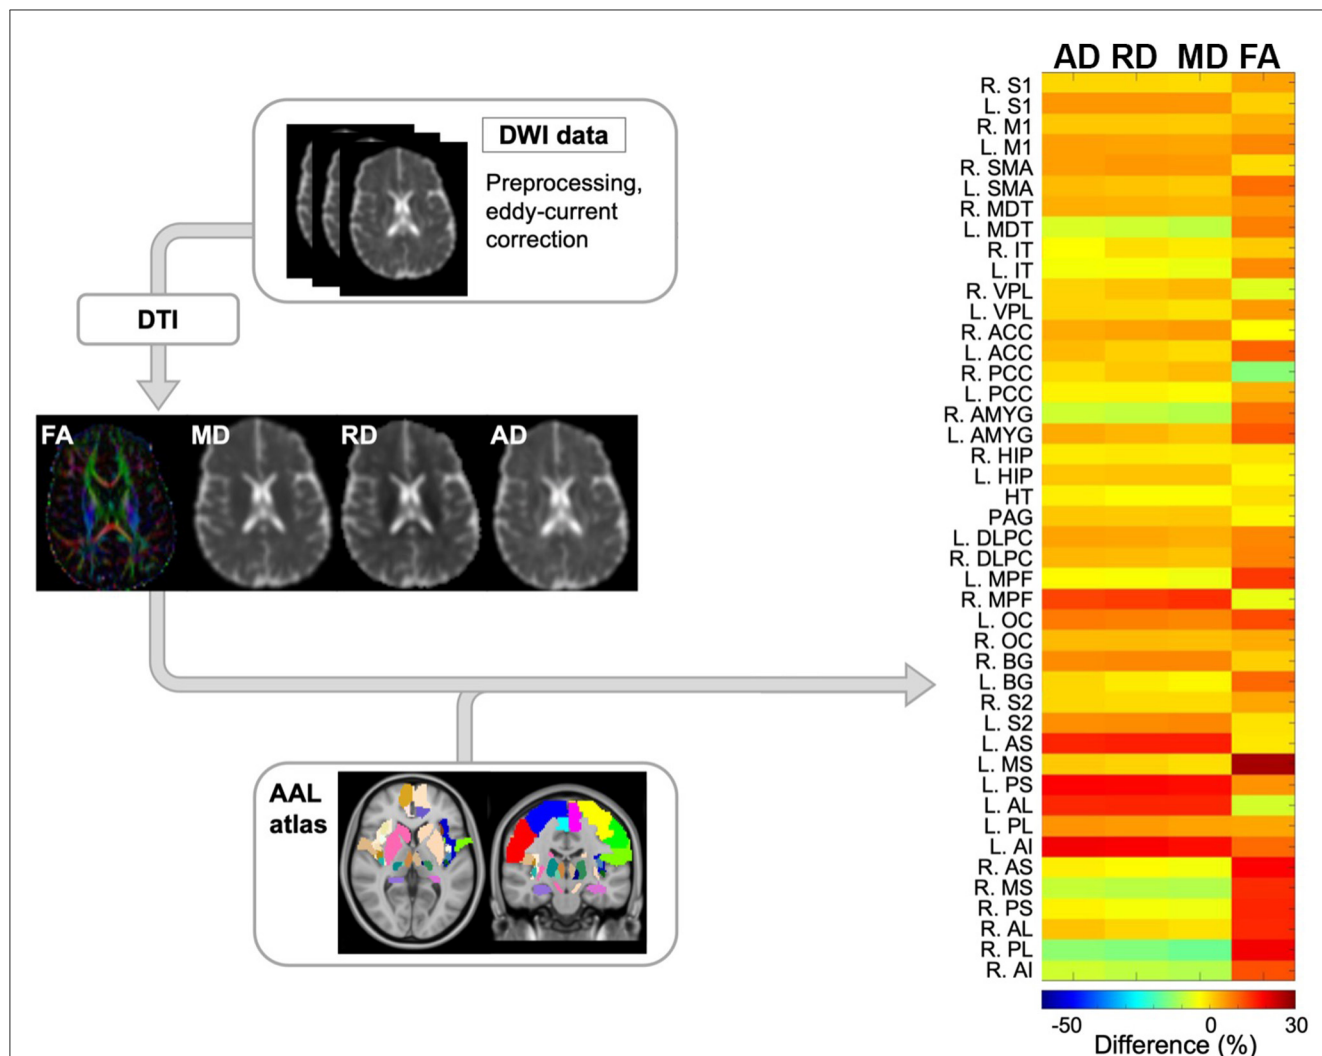 DWI data
Preprocessing,
eddy-current
correction
DTI
FA
MD
RD
AD
AAL
atlas
AD RD MD FA
R. S1
L. S1
R. M1
L. M1
R. SMA
L. SMA
R. MDT
L. MDT
R. IT
L. IT
R. VPL
L. VPL
R. ACC
L. ACC
R. PCC
L. PCC
R. AMYG
L. AMYG
R. HIP
L. HIP
HT
PAG
L. DLPC
R. DLPC
L. MPF
R. MPF
L. OC
R. OC
R. BG
L. BG
R. S2
L. S2
L. AS
L. MS
L. PS
L. AL
L. PL
L. AI
R. AS
R. MS
R. PS
R. AL
R. PL
R. AI
-50 0 30
Difference (%)